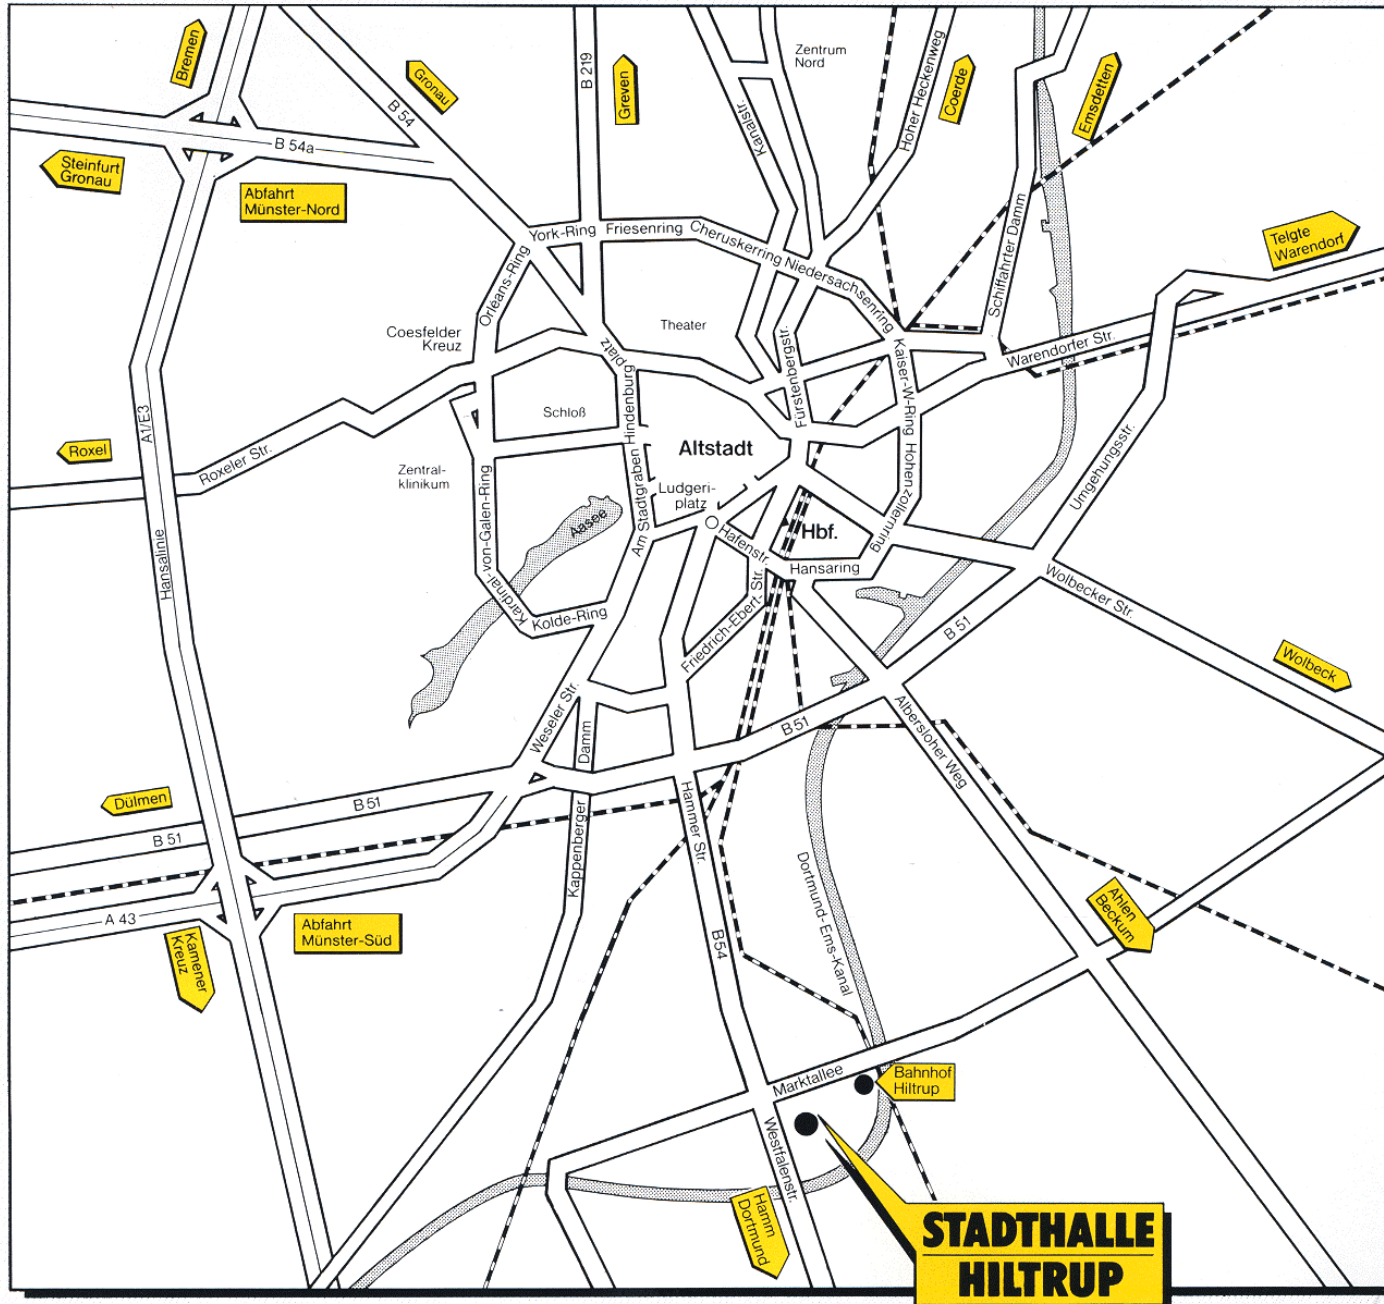 Bremen
Gronau
B 54
B 219
Greven
Zentrum
Nord
Kanalstr.
Hoher Heckenweg
Coerde
Emsdetten
B 54a
Steinfurt
Gronau
Abfahrt
Münster-Nord
York-Ring
Friesenring
Cheruskerring
Niedersachsenring
Schiffahrter Damm
Telgte
Warendorf
Orléans-Ring
Coesfelder
Kreuz
Theater
Fürstenbergstr.
Kaiser-W-Ring
Warendorfer Str.
Hindenburg
platz
Schloß
Altstadt
A1/E3
Roxel
Roxeler Str.
Zentral-
klinikum
Ludgeri-
platz
Am Stadtgraben
Hohenzollernring
Umgehungsstr.
Aasee
Kardinal-von-Galen-Ring
Hafenstr.
Hbf.
Hansaring
Hansalinie
Kolde-Ring
Friedrich-Ebert-Str.
Wolbecker Str.
B 51
Wolbeck
Weseler Str.
Damm
B 51
Albersloher Weg
Dülmen
B 51
B 51
Kappenberger
Hammer Str.
Dortmund-Ems-Kanal
A 43
Abfahrt
Münster-Süd
Kamener
Kreuz
B 54
Ahlen
Beckum
Marktallee
Bahnhof
Hiltrup
Westfalenstr.
Hamm
Dortmund
STADTHALLE
HILTRUP